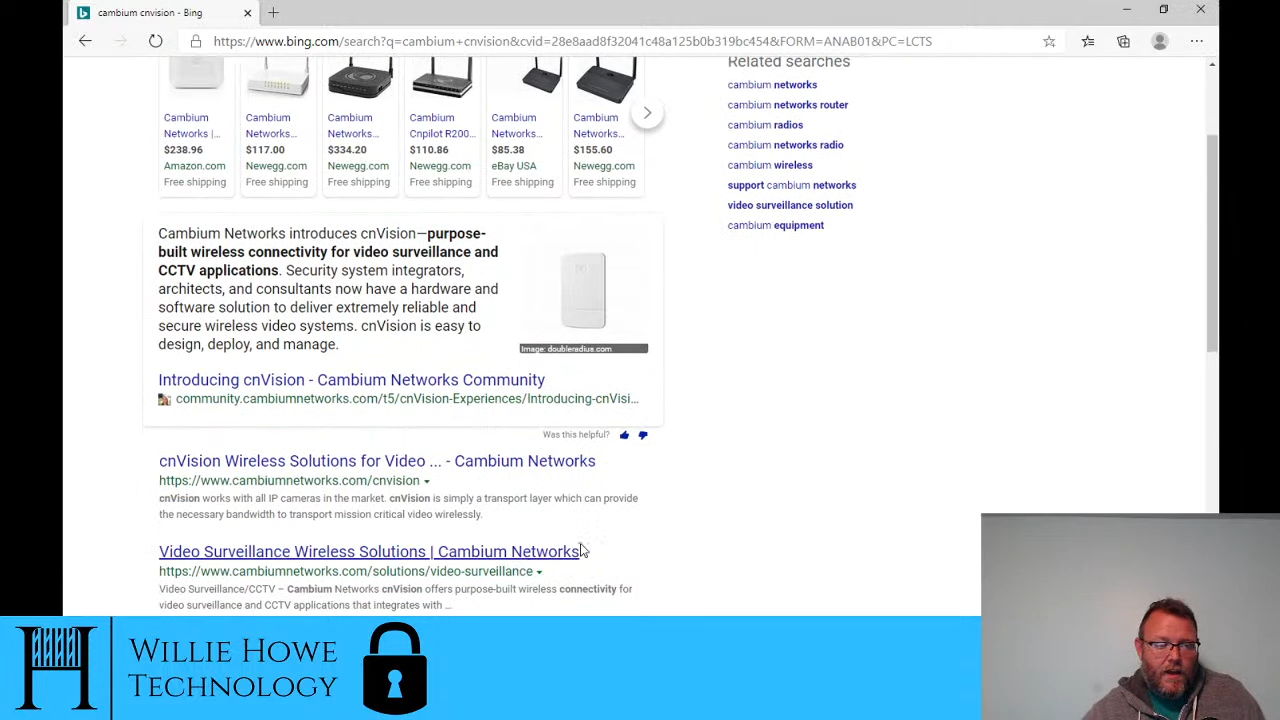 cambium cnvision - Bing
https://www.bing.com/search?q=cambium+cnvision&cvid=28e8aad8f32041c48a125b0b319bc454&FORM=ANAB01&PC=LCTS
Cambium
Networks |...
$238.96
Amazon.com
Free shipping
Cambium
Networks...
$117.00
Newegg.com
Free shipping
Cambium
Networks...
$334.20
Newegg.com
Free shipping
Cambium
Cnpilot R200...
$110.86
Newegg.com
Free shipping
Cambium
Networks...
$85.38
eBay USA
Free shipping
Cambium
Networks...
$155.60
Newegg.com
Free shipping
Cambium Networks introduces cnVision—purpose-
built wireless connectivity for video surveillance and
CCTV applications. Security system integrators,
architects, and consultants now have a hardware and
software solution to deliver extremely reliable and
secure wireless video systems. cnVision is easy to
design, deploy, and manage.
Image: doubleradius.com
Introducing cnVision - Cambium Networks Community
community.cambiumnetworks.com/t5/cnVision-Experiences/Introducing-cnVisi...
Was this helpful?
cnVision Wireless Solutions for Video ... - Cambium Networks
https://www.cambiumnetworks.com/cnvision
cnVision works with all IP cameras in the market. cnVision is simply a transport layer which can provide
the necessary bandwidth to transport mission critical video wirelessly.
Video Surveillance Wireless Solutions | Cambium Networks
https://www.cambiumnetworks.com/solutions/video-surveillance
Video Surveillance/CCTV – Cambium Networks cnVision offers purpose-built wireless connectivity for
video surveillance and CCTV applications that integrates with ...
Related searches
cambium networks
cambium networks router
cambium radios
cambium networks radio
cambium wireless
support cambium networks
video surveillance solution
cambium equipment
WILLIE HOWE
TECHNOLOGY